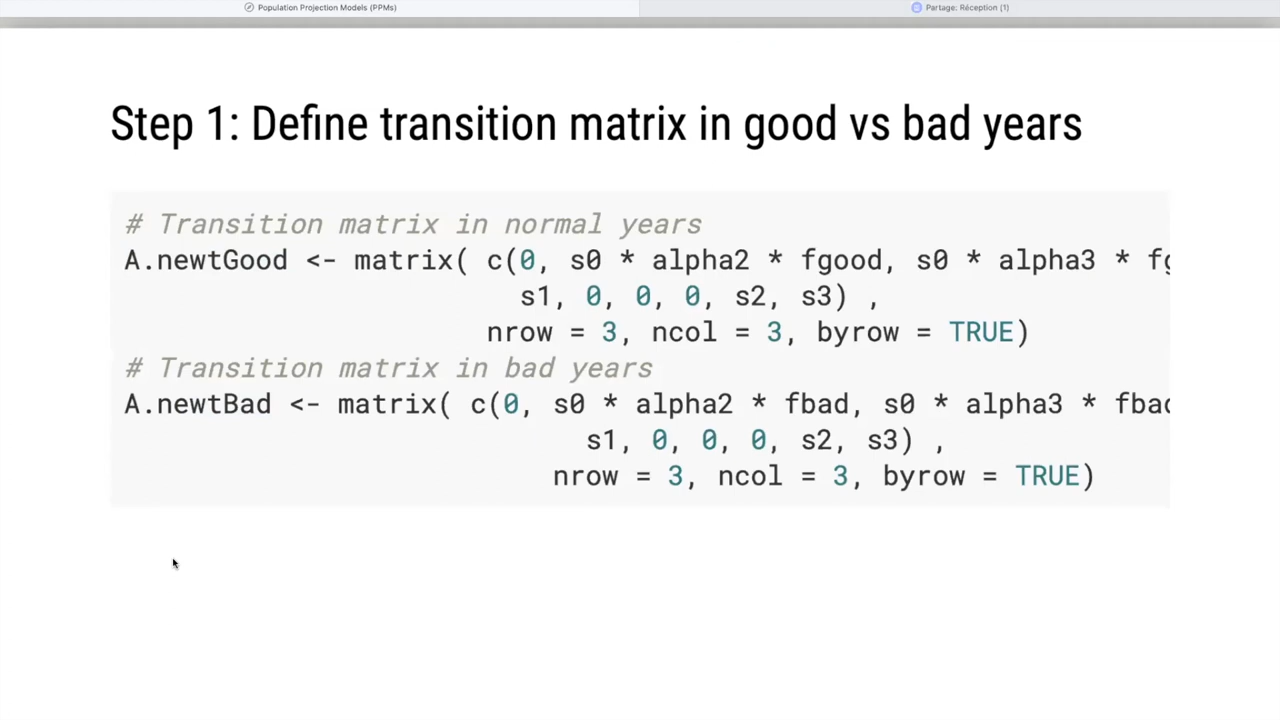 Population Projection Models (PPMs)
Partage: Réception (1)
Step 1: Define transition matrix in good vs bad years
# Transition matrix in normal years
A.newtGood <- matrix( c(0, s0 * alpha2 * fgood, s0 * alpha3 *
s1, 0, 0, 0, s2, s3) ,
nrow = 3, ncol = 3, byrow = TRUE)
# Transition matrix in bad years
A.newtBad <- matrix( c(0, s0 * alpha2 * fbad, s0 * alpha3 *
s1, 0, 0, 0, s2, s3) ,
nrow = 3, ncol = 3, byrow = TRUE)